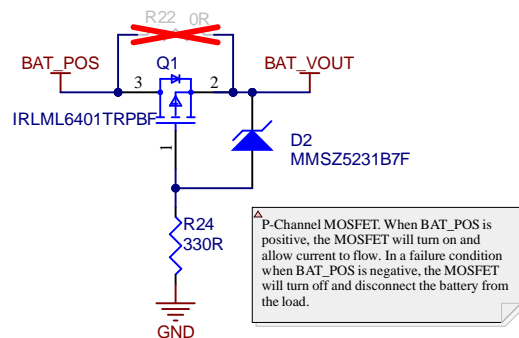 R22 0R
BAT_POS
Q1
BAT_VOUT
3
2
IRLML6401TRPBF
1
D2
MMSZ5231B7F
R24
330R
P-Channel MOSFET. When BAT_POS is
positive, the MOSFET will turn on and
allow current to flow. In a failure condition
when BAT_POS is negative, the MOSFET
will turn off and disconnect the battery from
the load.
GND